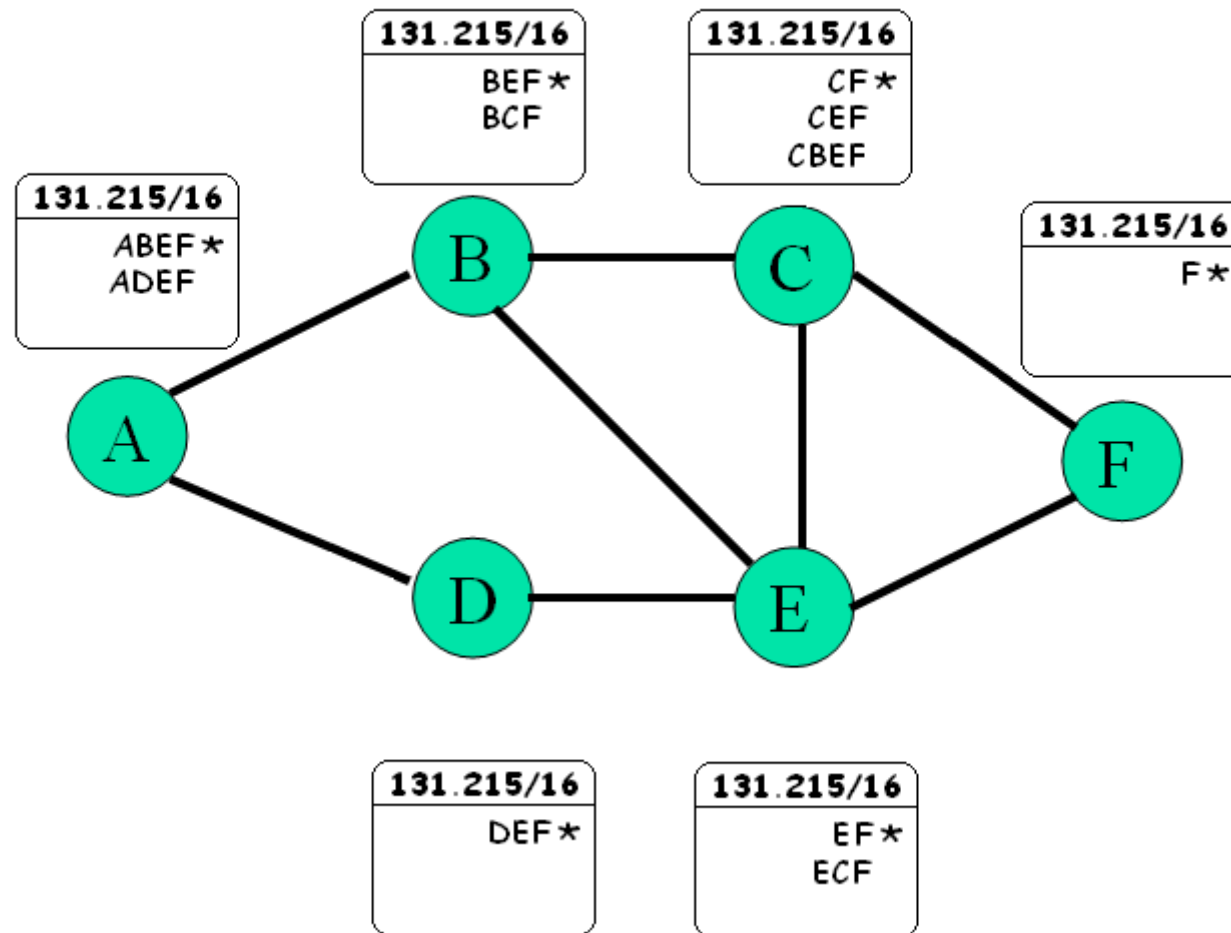 131.215/16
BEF*
BCF
131.215/16
CF*
CEF
CBEF
131.215/16
ABEF*
ADEF
131.215/16
F*
B
C
A
F
D
E
131.215/16
DEF*
131.215/16
EF*
ECF